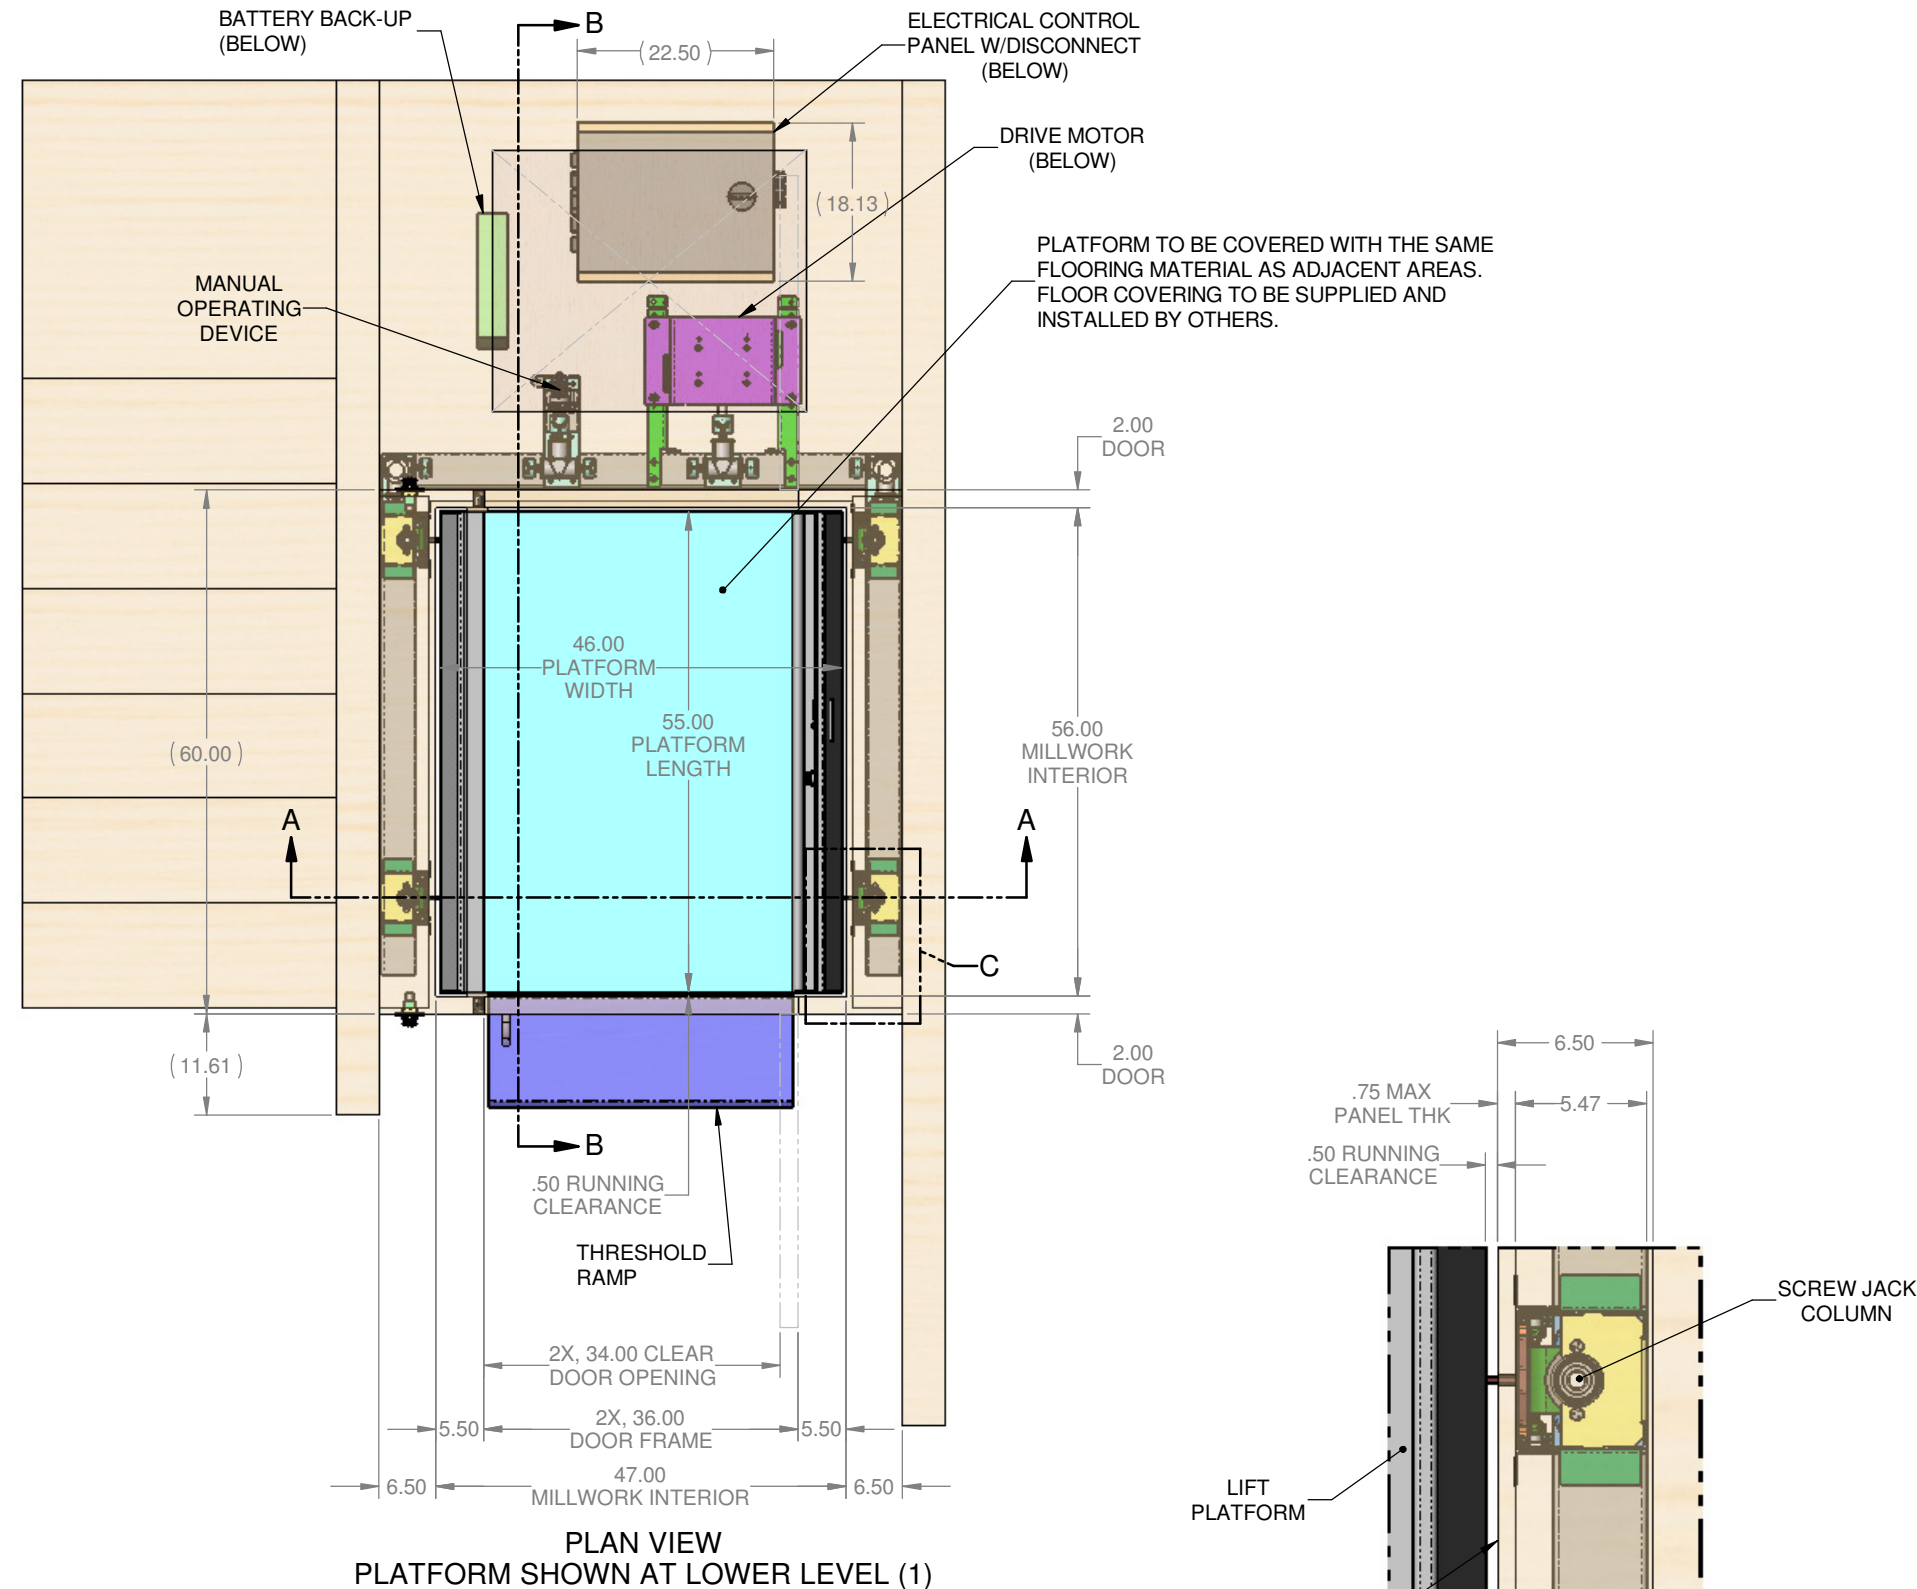 BATTERY BACK-UP
(BELOW)
B
(22.50)
ELECTRICAL CONTROL
PANEL W/DISCONNECT
(BELOW)
DRIVE MOTOR
(BELOW)
(18.13)
PLATFORM TO BE COVERED WITH THE SAME
FLOORING MATERIAL AS ADJACENT AREAS.
FLOOR COVERING TO BE SUPPLIED AND
INSTALLED BY OTHERS.
MANUAL
OPERATING
DEVICE
2.00
DOOR
46.00
PLATFORM
WIDTH
55.00
PLATFORM
LENGTH
(60.00)
56.00
MILLWORK
INTERIOR
A
A
C
(11.61)
2.00
DOOR
B
.50 RUNNING
CLEARANCE
THRESHOLD
RAMP
2X, 34.00 CLEAR
DOOR OPENING
5.50
2X, 36.00
DOOR FRAME
5.50
6.50
47.00
MILLWORK INTERIOR
6.50
PLAN VIEW
PLATFORM SHOWN AT LOWER LEVEL (1)
6.50
.75 MAX
PANEL THK
5.47
.50 RUNNING
CLEARANCE
SCREW JACK
COLUMN
LIFT
PLATFORM